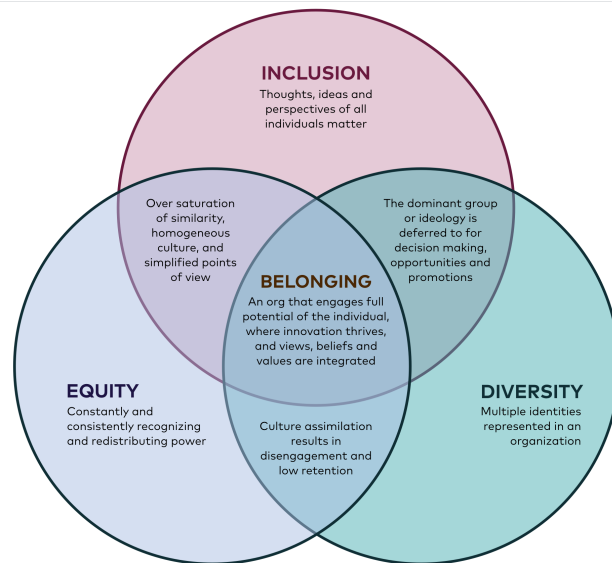 INCLUSION
Thoughts, ideas and
perspectives of all
individuals matter
Over saturation
of similarity,
homogeneous
culture, and
simplified points
of view
The dominant group
or ideology is
deferred to for
decision making,
opportunities and
promotions
BELONGING
An org that engages full
potential of the individual,
where innovation thrives,
and views, beliefs and
values are integrated
EQUITY
Constantly and
consistently recognizing
and redistributing power
DIVERSITY
Multiple identities
represented in an
organization
Culture assimilation
results in
disengagement and
low retention